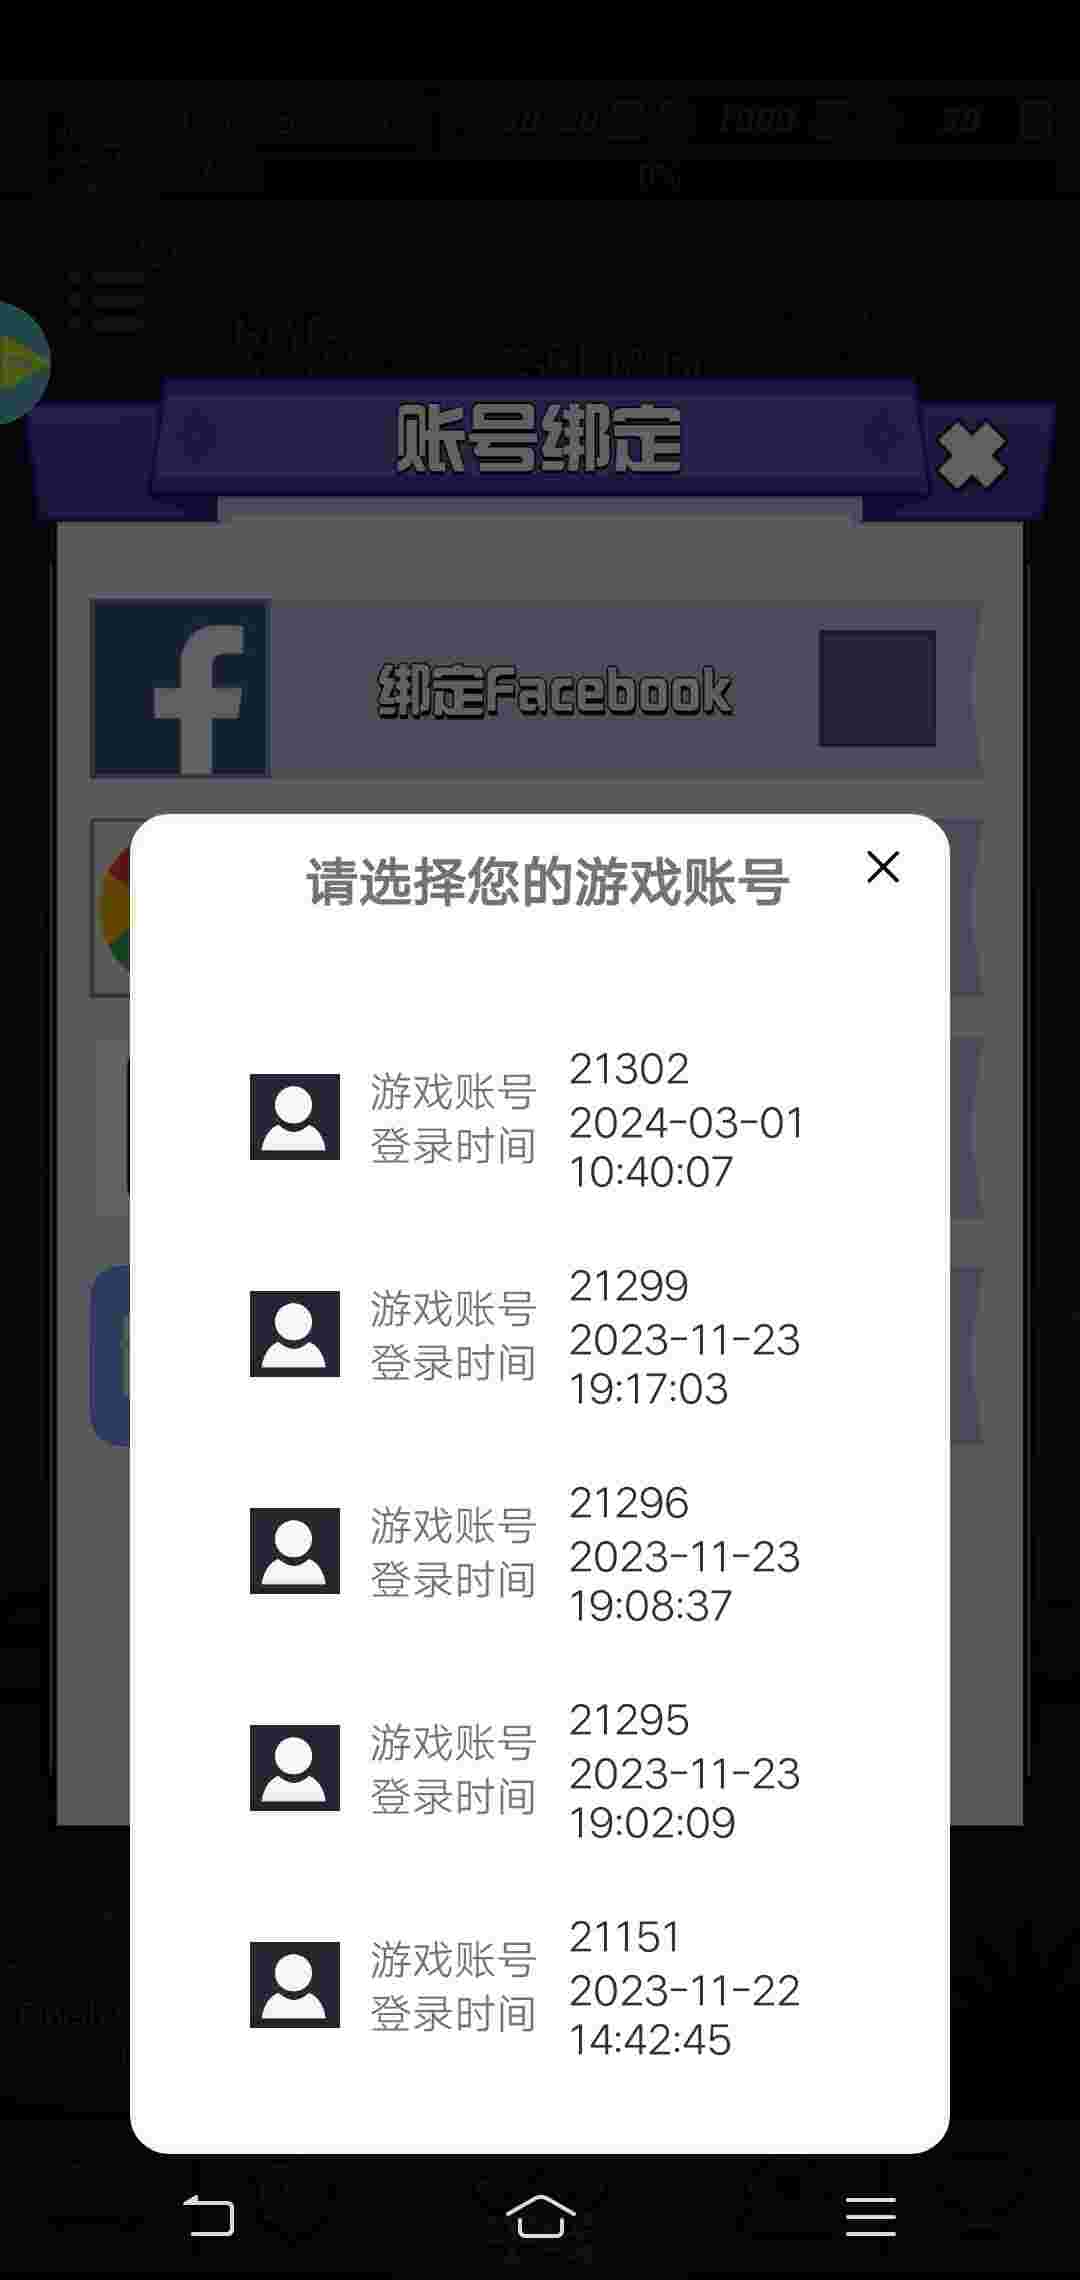 账号绑定
绑定Facebook
请选择您的游戏账号
游戏账号 21302
登录时间 2024-03-01
10:40:07
游戏账号 21299
登录时间 2023-11-23
19:17:03
游戏账号 21296
登录时间 2023-11-23
19:08:37
游戏账号 21295
登录时间 2023-11-23
19:02:09
游戏账号 21151
登录时间 2023-11-22
14:42:45